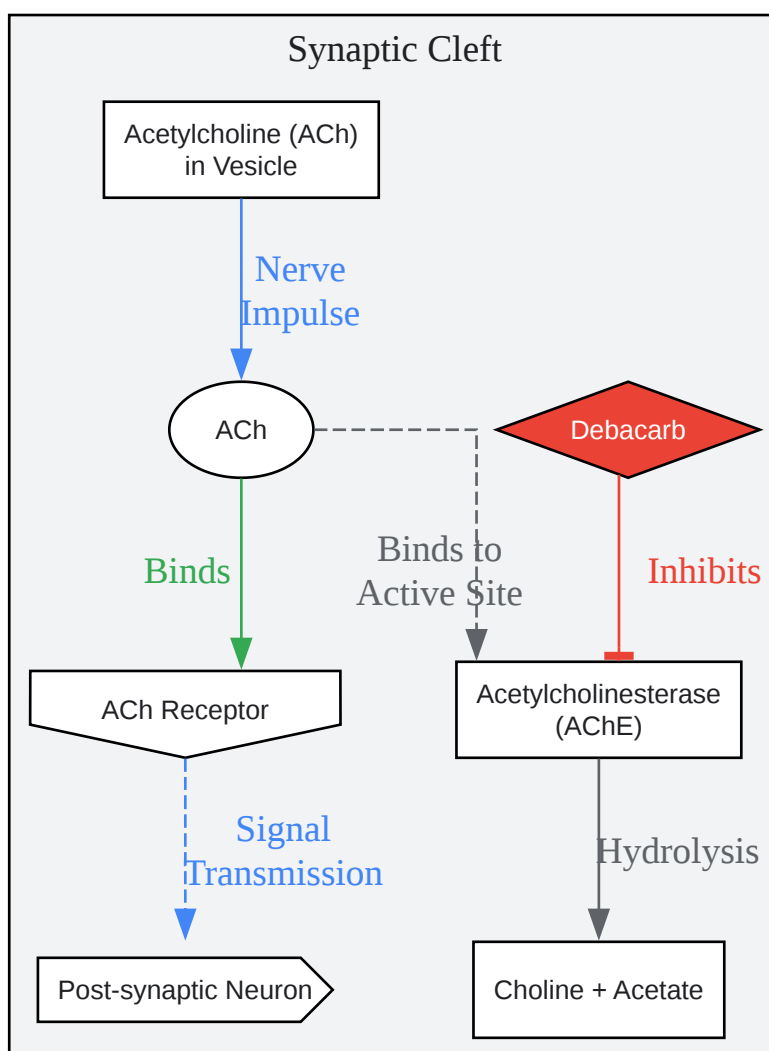 Synaptic Cleft
Acetylcholine (ACh)
in Vesicle
Nerve
Impulse
ACh
Debacarb
Binds
Binds to
Active Site
Inhibits
ACh Receptor
Acetylcholinesterase
(AChE)
Signal
Transmission
Hydrolysis
Post-synaptic Neuron
Choline + Acetate